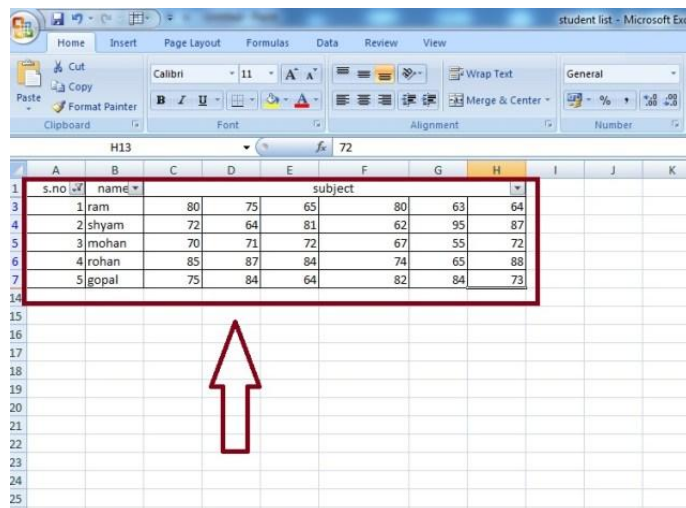 student list - Microsoft Exc
Home Insert Page Layout Formulas Data Review View
Paste
Cut
Copy
Format Painter
Clipboard
Calibri 11 A A
B I U A
Font
Wrap Text
Merge & Center
Alignment
General
% , .0 .00 .00 .0
Number
H13 fx 72
A B C D E F G H I J K
1 s.no name subject
3 1 ram 80 75 65 80 63 64
4 2 shyam 72 64 81 62 95 87
5 3 mohan 70 71 72 67 55 72
6 4 rohan 85 87 84 74 65 88
7 5 gopal 75 84 64 82 84 73
14
15
16
17
18
19
20
21
22
23
24
25